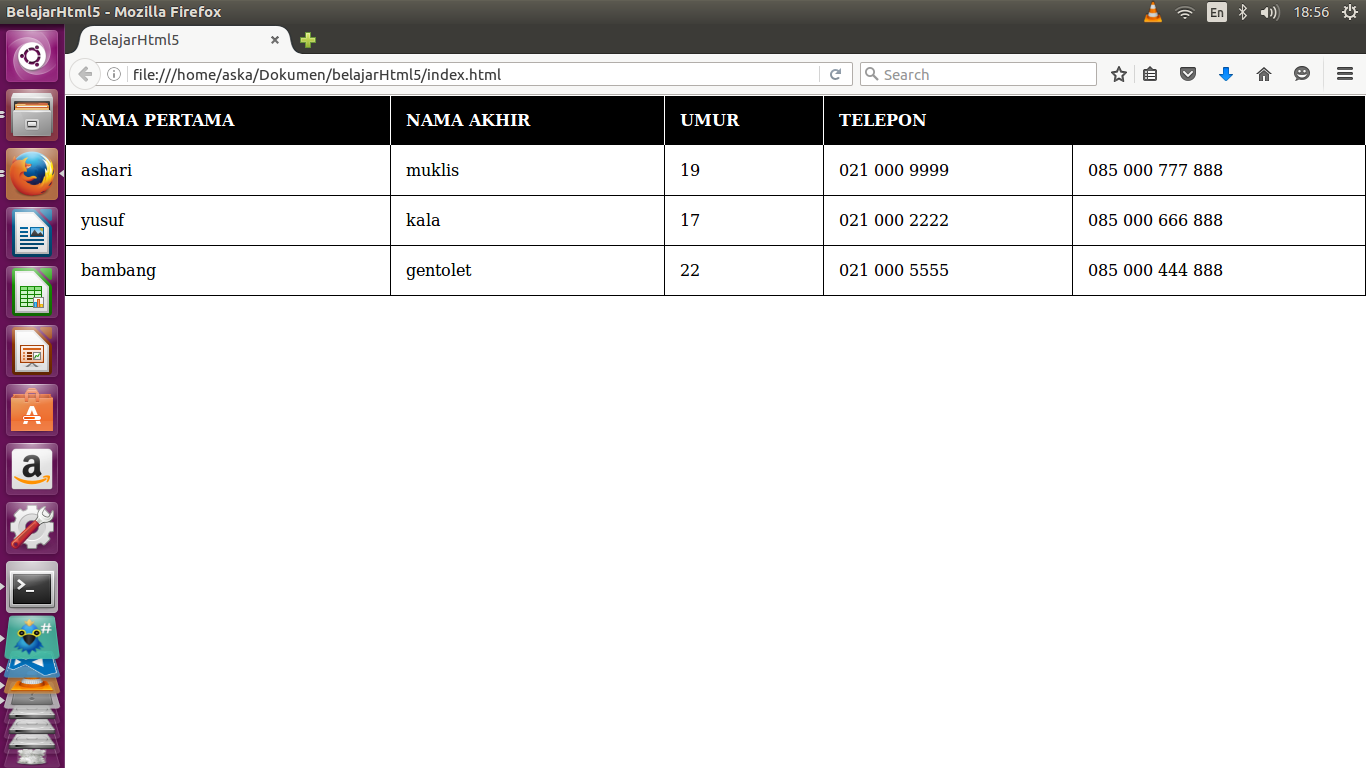 BelajarHtml5 - Mozilla Firefox
En
18:56
BelajarHtml5
file:///home/aska/Dokumen/belajarHtml5/index.html
Search
NAMA PERTAMA NAMA AKHIR UMUR TELEPON
ashari muklis 19 021 000 9999 085 000 777 888
yusuf kala 17 021 000 2222 085 000 666 888
bambang gentolet 22 021 000 5555 085 000 444 888
A
a
>_
#